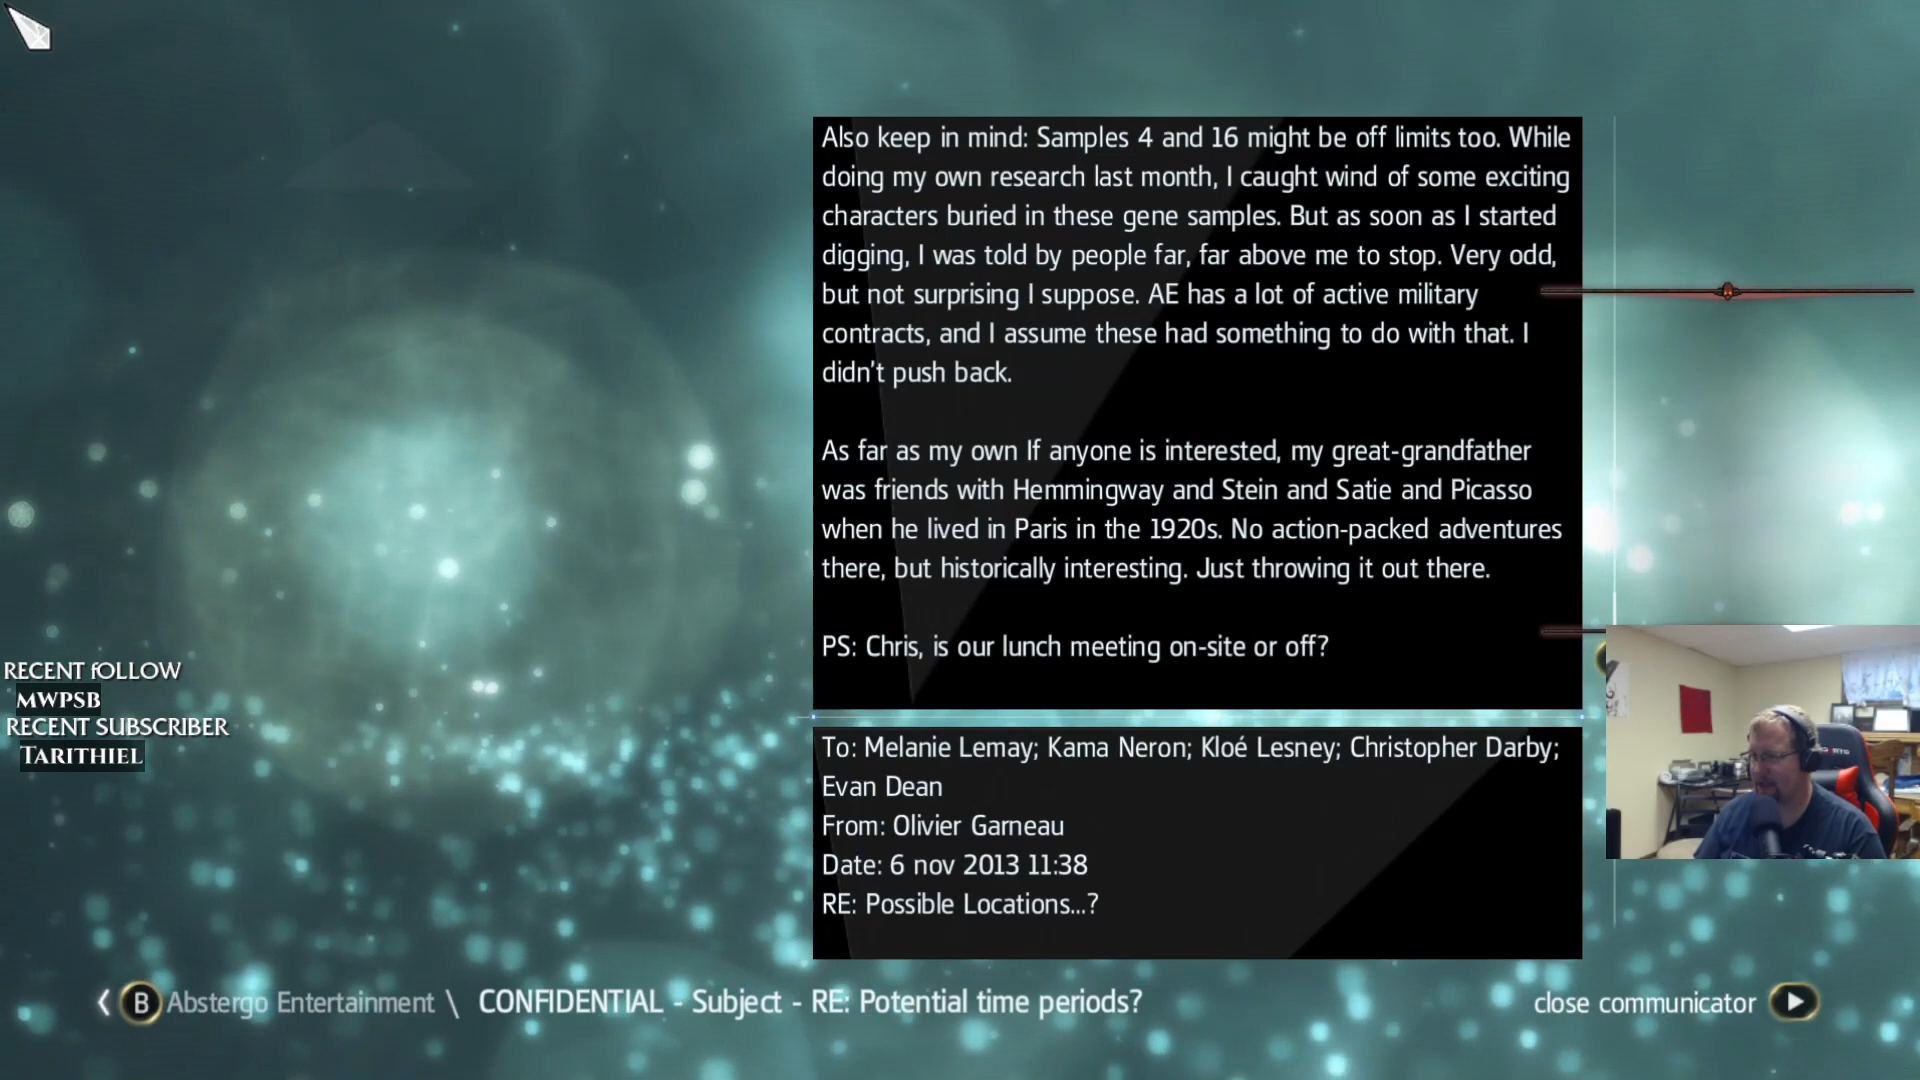 Also keep in mind: Samples 4 and 16 might be off limits too. While
doing my own research last month, I caught wind of some exciting
characters buried in these gene samples. But as soon as I started
digging, I was told by people far, far above me to stop. Very odd,
but not surprising I suppose. AE has a lot of active military
contracts, and I assume these had something to do with that. I
didn't push back.
As far as my own If anyone is interested, my great-grandfather
was friends with Hemmingway and Stein and Satie and Picasso
when he lived in Paris in the 1920s. No action-packed adventures
there, but historically interesting. Just throwing it out there.
PS: Chris, is our lunch meeting on-site or off?
To: Melanie Lemay; Kama Neron; Kloé Lesney; Christopher Darby;
Evan Dean
From: Olivier Garneau
Date: 6 nov 2013 11:38
RE: Possible Locations...?
RECENT FOLLOW
MWPSB
RECENT SUBSCRIBER
TARITHIEL
B Abstergo Entertainment \ CONFIDENTIAL - Subject - RE: Potential time periods?
close communicator